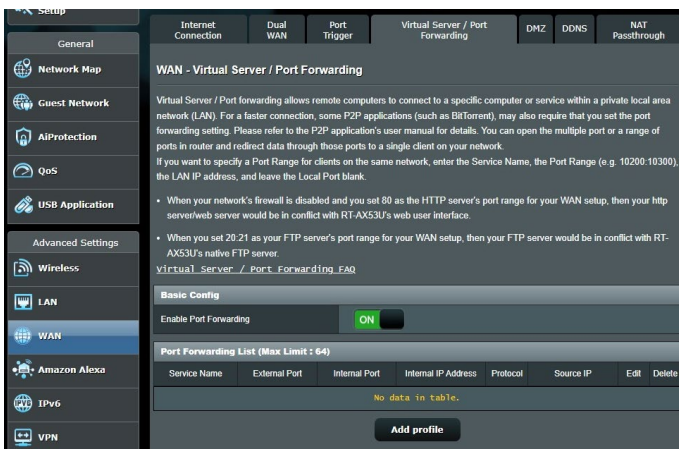 Setup
General
Network Map
Guest Network
AiProtection
QoS
USB Application
Advanced Settings
Wireless
LAN
WAN
Amazon Alexa
IPv6
VPN
Internet
Connection
Dual
WAN
Port
Trigger
Virtual Server / Port
Forwarding
DMZ
DDNS
NAT
Passthrough
WAN - Virtual Server / Port Forwarding
Virtual Server / Port forwarding allows remote computers to connect to a specific computer or service within a private local area
network (LAN). For a faster connection, some P2P applications (such as BitTorrent), may also require that you set the port
forwarding setting. Please refer to the P2P application's user manual for details. You can open the multiple port or a range of
ports in router and redirect data through those ports to a single client on your network.
If you want to specify a Port Range for clients on the same network, enter the Service Name, the Port Range (e.g. 10200:10300),
the LAN IP address, and leave the Local Port blank.
• When your network's firewall is disabled and you set 80 as the HTTP server's port range for your WAN setup, then your http
server/web server would be in conflict with RT-AX53U's web user interface.
• When you set 20:21 as your FTP server's port range for your WAN setup, then your FTP server would be in conflict with RT-
AX53U's native FTP server.
Virtual Server / Port Forwarding FAQ
Basic Config
Enable Port Forwarding ON
Port Forwarding List (Max Limit : 64)
Service Name External Port Internal Port Internal IP Address Protocol Source IP Edit Delete
No data in table.
Add profile
IPV6